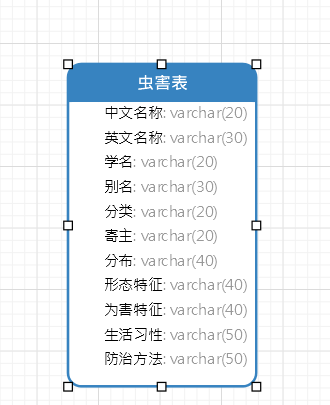 虫害表
中文名称: varchar(20)
英文名称: varchar(30)
学名: varchar(20)
别名: varchar(30)
分类: varchar(20)
寄主: varchar(20)
分布: varchar(40)
形态特征: varchar(40)
为害特征: varchar(40)
生活习性: varchar(50)
防治方法: varchar(50)